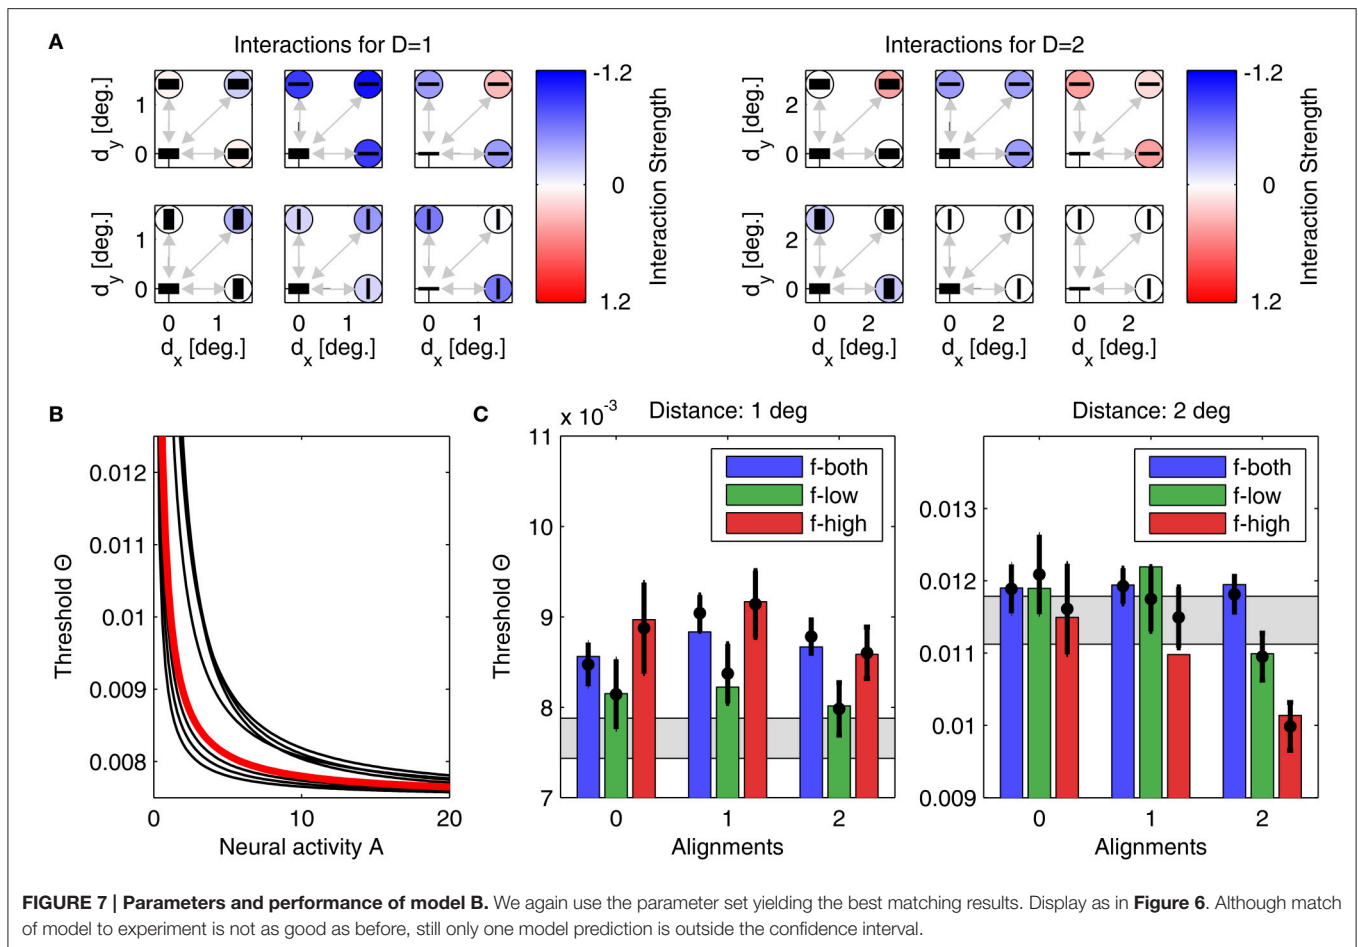 A
Interactions for D=1
Interactions for D=2
d_y [deg.]
1
0
-1.2
0
1.2
Interaction Strength
d_y [deg.]
2
0
-1.2
0
1.2
Interaction Strength
d_y [deg.]
1
0
d_y [deg.]
2
0
0 1 0 1 0 1
d_x [deg.] d_x [deg.] d_x [deg.]
0 2 0 2 0 2
d_x [deg.] d_x [deg.] d_x [deg.]
B
0.012
0.011
0.01
0.009
0.008
Threshold Θ
0 10 20
Neural activity A
C
x 10^-3
Distance: 1 deg
11
10
9
8
7
Threshold Θ
f-both
f-low
f-high
0 1 2
Alignments
Distance: 2 deg
0.013
0.012
0.011
0.01
0.009
f-both
f-low
f-high
0 1 2
Alignments
FIGURE 7 | Parameters and performance of model B. We again use the parameter set yielding the best matching results. Display as in Figure 6. Although match
of model to experiment is not as good as before, still only one model prediction is outside the confidence interval.